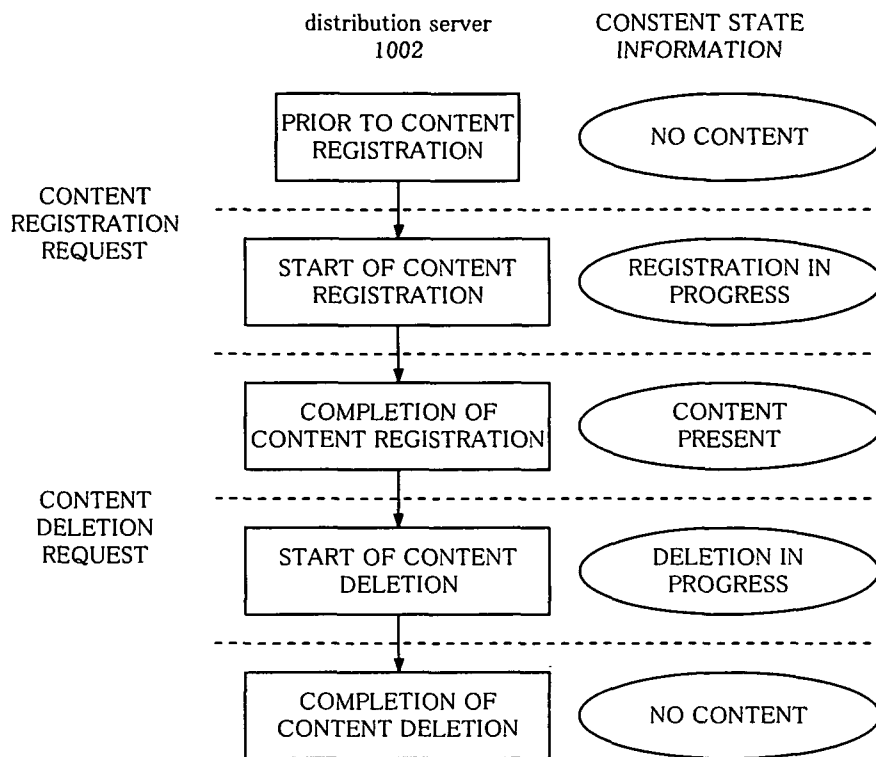 distribution server
1002
CONSTENT STATE
INFORMATION
PRIOR TO CONTENT
REGISTRATION
NO CONTENT
CONTENT
REGISTRATION
REQUEST
START OF CONTENT
REGISTRATION
REGISTRATION IN
PROGRESS
COMPLETION OF
CONTENT REGISTRATION
CONTENT
PRESENT
CONTENT
DELETION
REQUEST
START OF CONTENT
DELETION
DELETION IN
PROGRESS
COMPLETION OF
CONTENT DELETION
NO CONTENT